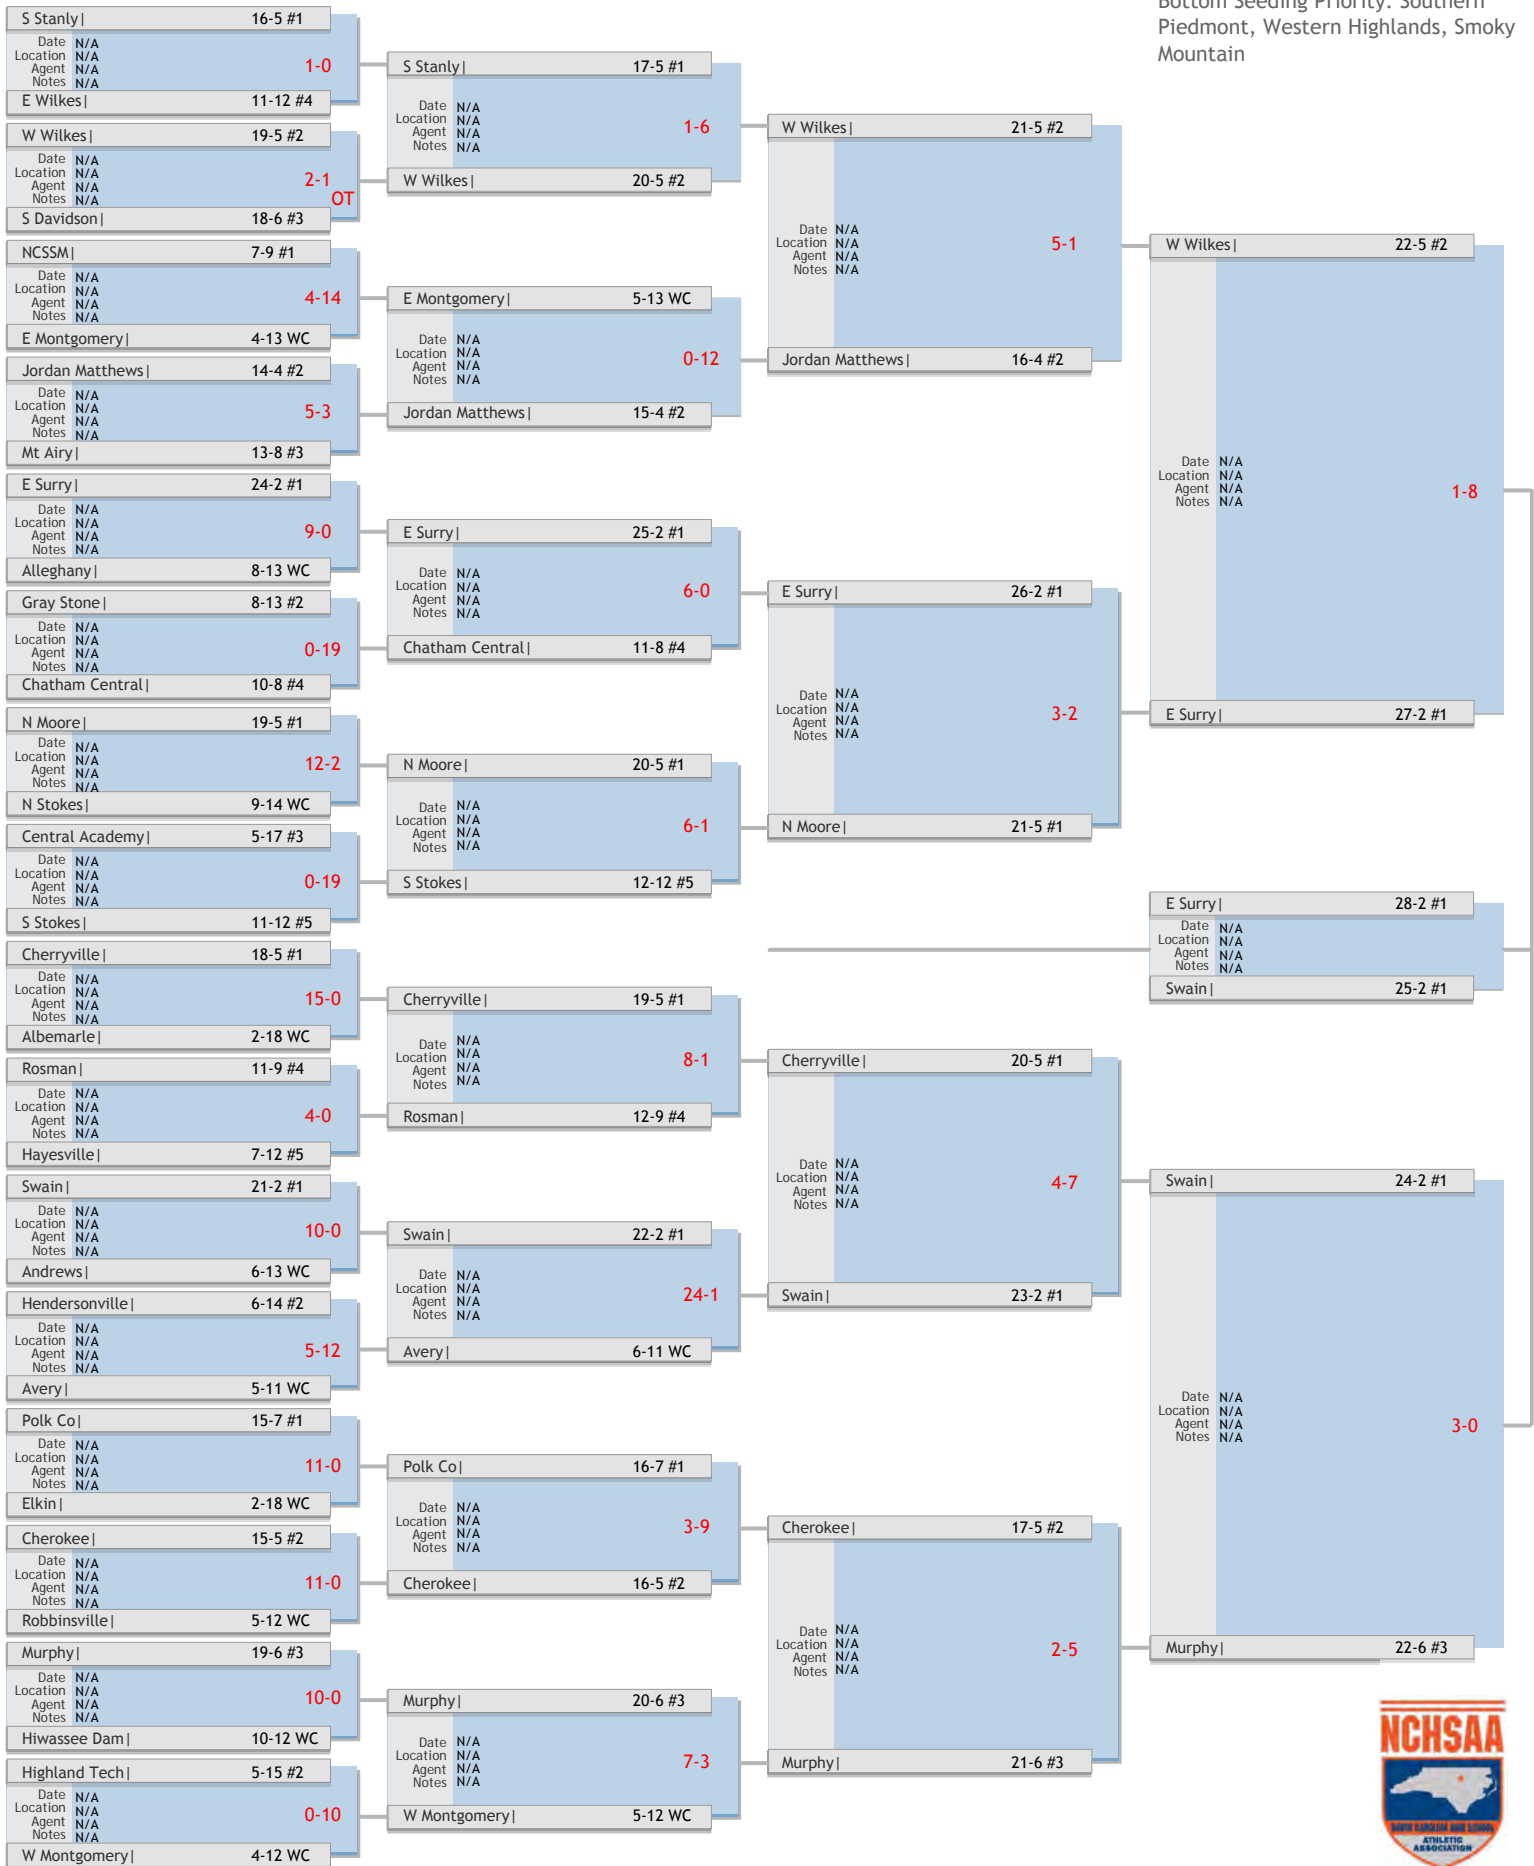 Bottom Seeding Priority: Southern
Piedmont, Western Highlands, Smoky
Mountain
S Stanly| 16-5 #1
Date N/A
Location N/A
Agent N/A
Notes N/A
1-0
E Wilkes| 11-12 #4
W Wilkes| 19-5 #2
Date N/A
Location N/A
Agent N/A
Notes N/A
2-1
OT
S Davidson| 18-6 #3
NCSSM| 7-9 #1
Date N/A
Location N/A
Agent N/A
Notes N/A
4-14
E Montgomery| 4-13 WC
Jordan Matthews| 14-4 #2
Date N/A
Location N/A
Agent N/A
Notes N/A
5-3
Mt Airy| 13-8 #3
E Surry| 24-2 #1
Date N/A
Location N/A
Agent N/A
Notes N/A
9-0
Alleghany| 8-13 WC
Gray Stone| 8-13 #2
Date N/A
Location N/A
Agent N/A
Notes N/A
0-19
Chatham Central| 10-8 #4
N Moore| 19-5 #1
Date N/A
Location N/A
Agent N/A
Notes N/A
12-2
N Stokes| 9-14 WC
Central Academy| 5-17 #3
Date N/A
Location N/A
Agent N/A
Notes N/A
0-19
S Stokes| 11-12 #5
Cherryville| 18-5 #1
Date N/A
Location N/A
Agent N/A
Notes N/A
15-0
Albemarle| 2-18 WC
Rosman| 11-9 #4
Date N/A
Location N/A
Agent N/A
Notes N/A
4-0
Hayesville| 7-12 #5
Swain| 21-2 #1
Date N/A
Location N/A
Agent N/A
Notes N/A
10-0
Andrews| 6-13 WC
Hendersonville| 6-14 #2
Date N/A
Location N/A
Agent N/A
Notes N/A
5-12
Avery| 5-11 WC
Polk Co| 15-7 #1
Date N/A
Location N/A
Agent N/A
Notes N/A
11-0
Elkin| 2-18 WC
Cherokee| 15-5 #2
Date N/A
Location N/A
Agent N/A
Notes N/A
11-0
Robbinsville| 5-12 WC
Murphy| 19-6 #3
Date N/A
Location N/A
Agent N/A
Notes N/A
10-0
Hiwassee Dam| 10-12 WC
Highland Tech| 5-15 #2
Date N/A
Location N/A
Agent N/A
Notes N/A
0-10
W Montgomery| 4-12 WC
S Stanly| 17-5 #1
Date N/A
Location N/A
Agent N/A
Notes N/A
1-6
W Wilkes| 20-5 #2
E Montgomery| 5-13 WC
Date N/A
Location N/A
Agent N/A
Notes N/A
0-12
Jordan Matthews| 15-4 #2
E Surry| 25-2 #1
Date N/A
Location N/A
Agent N/A
Notes N/A
6-0
Chatham Central| 11-8 #4
N Moore| 20-5 #1
Date N/A
Location N/A
Agent N/A
Notes N/A
6-1
S Stokes| 12-12 #5
Cherryville| 19-5 #1
Date N/A
Location N/A
Agent N/A
Notes N/A
8-1
Rosman| 12-9 #4
Swain| 22-2 #1
Date N/A
Location N/A
Agent N/A
Notes N/A
24-1
Avery| 6-11 WC
Polk Co| 16-7 #1
Date N/A
Location N/A
Agent N/A
Notes N/A
3-9
Cherokee| 16-5 #2
Murphy| 20-6 #3
Date N/A
Location N/A
Agent N/A
Notes N/A
7-3
W Montgomery| 5-12 WC
W Wilkes| 21-5 #2
Date N/A
Location N/A
Agent N/A
Notes N/A
5-1
Jordan Matthews| 16-4 #2
E Surry| 26-2 #1
Date N/A
Location N/A
Agent N/A
Notes N/A
3-2
N Moore| 21-5 #1
Cherryville| 20-5 #1
Date N/A
Location N/A
Agent N/A
Notes N/A
4-7
Swain| 23-2 #1
Cherokee| 17-5 #2
Date N/A
Location N/A
Agent N/A
Notes N/A
2-5
Murphy| 21-6 #3
W Wilkes| 22-5 #2
Date N/A
Location N/A
Agent N/A
Notes N/A
1-8
E Surry| 27-2 #1
E Surry| 28-2 #1
Date N/A
Location N/A
Agent N/A
Notes N/A
Swain| 25-2 #1
Swain| 24-2 #1
Date N/A
Location N/A
Agent N/A
Notes N/A
3-0
Murphy| 22-6 #3
NCHSAA
NORTH CAROLINA HIGH SCHOOL
ATHLETIC
ASSOCIATION